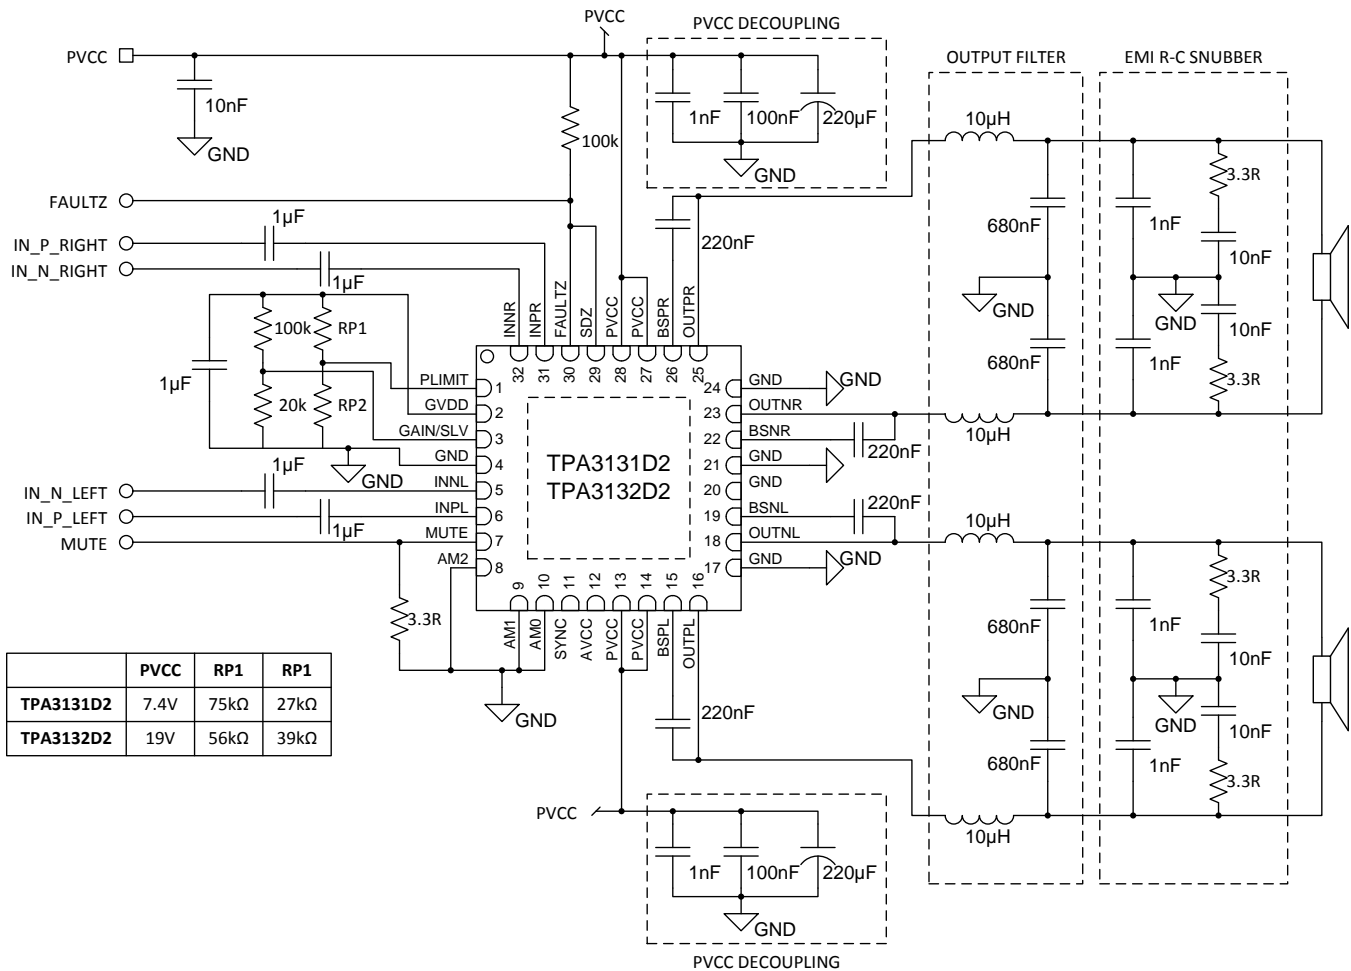 PVCC
PVCC DECOUPLING
PVCC
OUTPUT FILTER
EMI R-C SNUBBER
10nF
GND
100k
1nF
100nF
220µF
GND
10µH
3.3R
FAULTZ
1µF
IN_P_RIGHT
IN_N_RIGHT
1µF
220nF
680nF
1nF
10nF
GND
GND
10nF
680nF
1nF
3.3R
10µH
INNR
INPR
FAULTZ
SDZ
PVCC
PVCC
BSPR
OUTPR
32
31
30
29
28
27
26
25
100k
RP1
1µF
20k
RP2
GND
PLIMIT 1
GVDD 2
GAIN/SLV 3
GND 4
INNL 5
INPL 6
MUTE 7
AM2 8
TPA3131D2
TPA3132D2
24 GND
GND
23 OUTNR
22 BSNR
220nF
21 GND
20 GND
220nF
19 BSNL
18 OUTNL
17 GND
GND
1µF
IN_N_LEFT
IN_P_LEFT
1µF
MUTE
3.3R
9
10
11
12
13
14
15
16
AM1
AM0
SYNC
AVCC
PVCC
PVCC
BSPL
OUTPL
GND
220nF
10µH
3.3R
680nF
1nF
10nF
GND
GND
10nF
680nF
1nF
3.3R
10µH
PVCC RP1 RP1
TPA3131D2 7.4V 75kΩ 27kΩ
TPA3132D2 19V 56kΩ 39kΩ
PVCC
1nF
100nF
220µF
GND
PVCC DECOUPLING